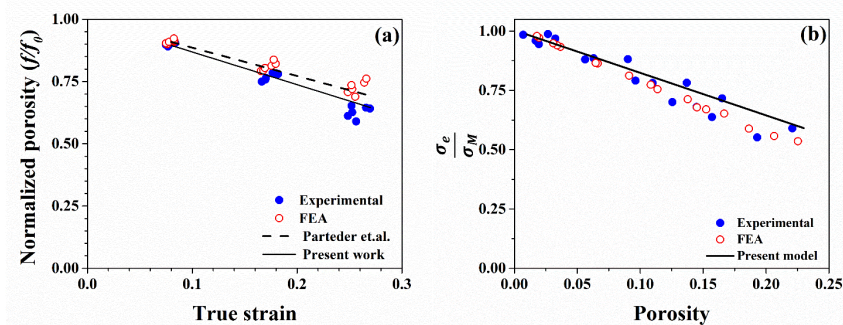 Normalized porosity (f/f₀)
1.00
0.75
0.50
0.25
0.00
(a)
Experimental
FEA
Parteder et.al.
Present work
0.0
0.1
0.2
0.3
True strain
σₑ
σ_M
1.00
0.75
0.50
0.25
0.00
(b)
Experimental
FEA
Present model
0.00
0.05
0.10
0.15
0.20
0.25
Porosity